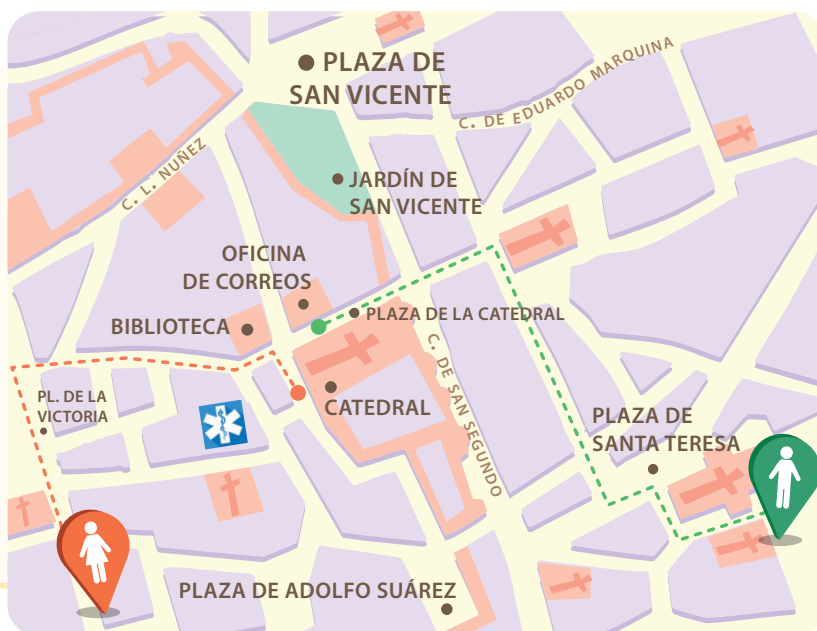 PLAZA DE
SAN VICENTE
C. DE EDUARDO MARQUINA
C. L. NUÑEZ
JARDÍN DE
SAN VICENTE
OFICINA
DE CORREOS
PLAZA DE LA CATEDRAL
BIBLIOTECA
C. DE SAN SEGUNDO
PL. DE LA
VICTORIA
CATEDRAL
PLAZA DE
SANTA TERESA
PLAZA DE ADOLFO SUÁREZ